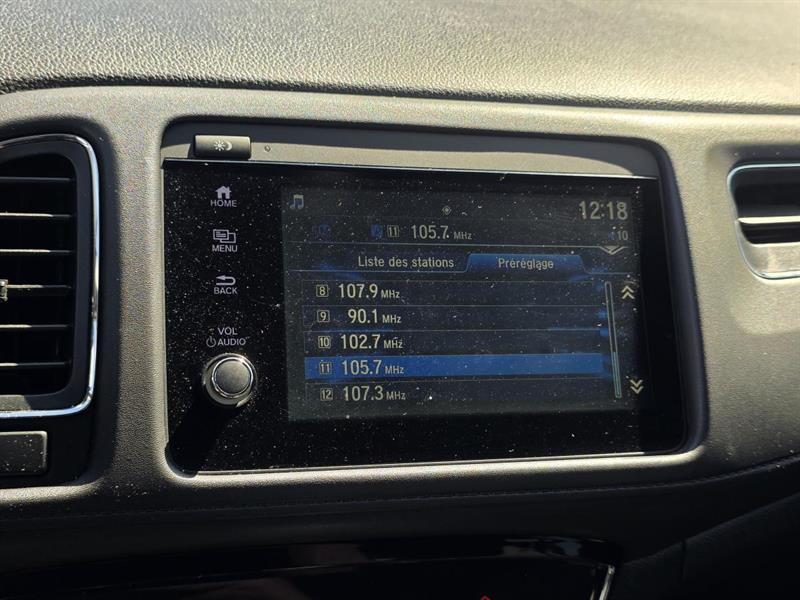 HOME
MENU
BACK
VOL
AUDIO
12:18
11 105.7 MHz
10
Liste des stations Préréglage
8 107.9 MHz
9 90.1 MHz
10 102.7 MHz
11 105.7 MHz
12 107.3 MHz